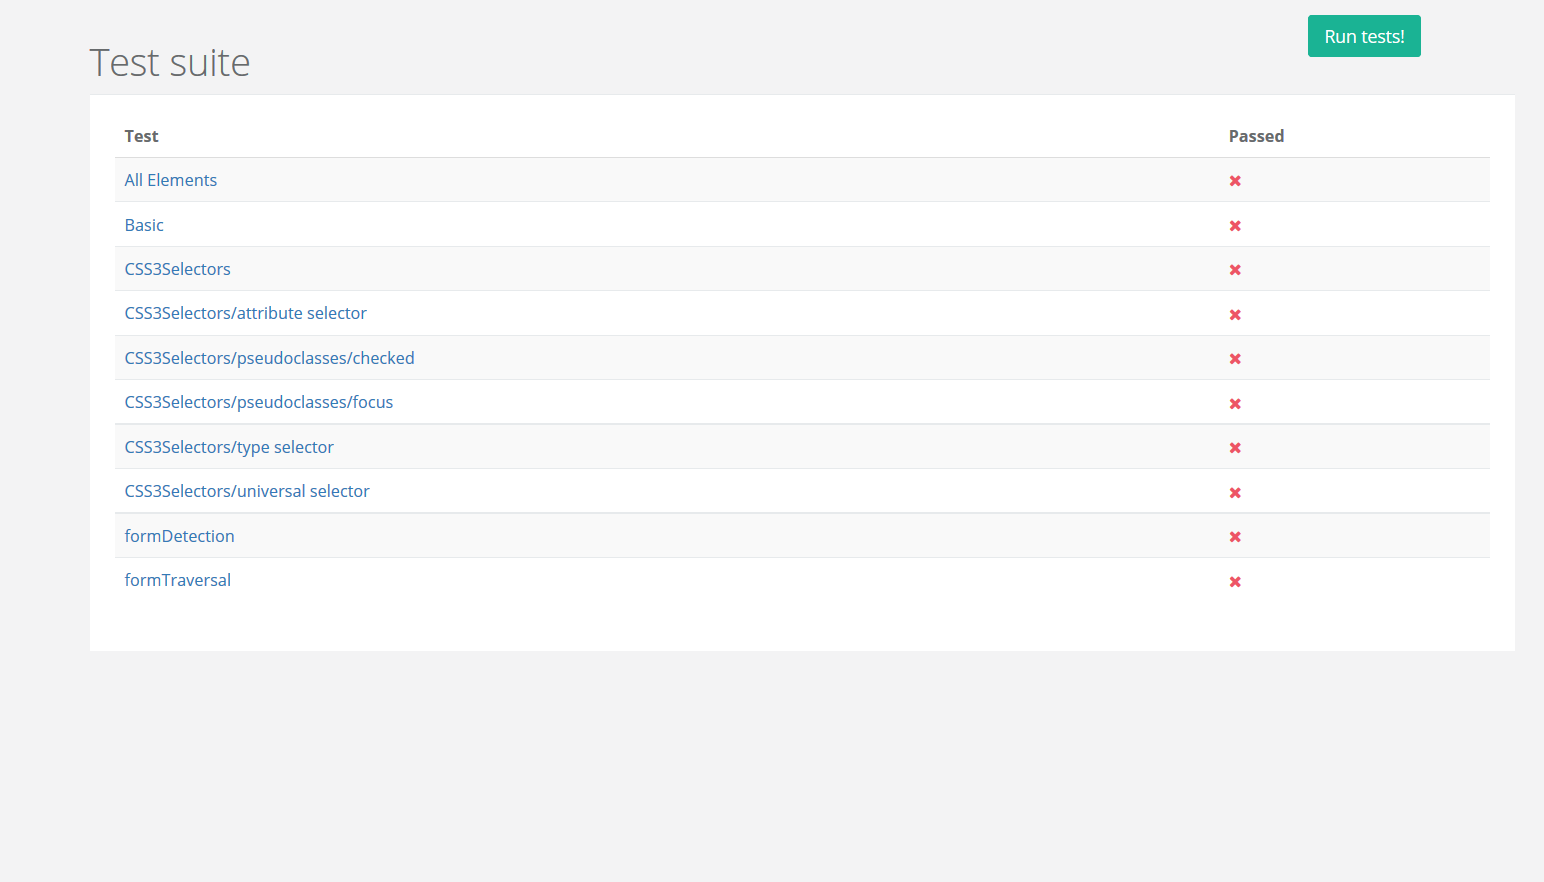 Run tests!
Test suite
Test Passed
All Elements
Basic
CSS3Selectors
CSS3Selectors/attribute selector
CSS3Selectors/pseudoclasses/checked
CSS3Selectors/pseudoclasses/focus
CSS3Selectors/type selector
CSS3Selectors/universal selector
formDetection
formTraversal